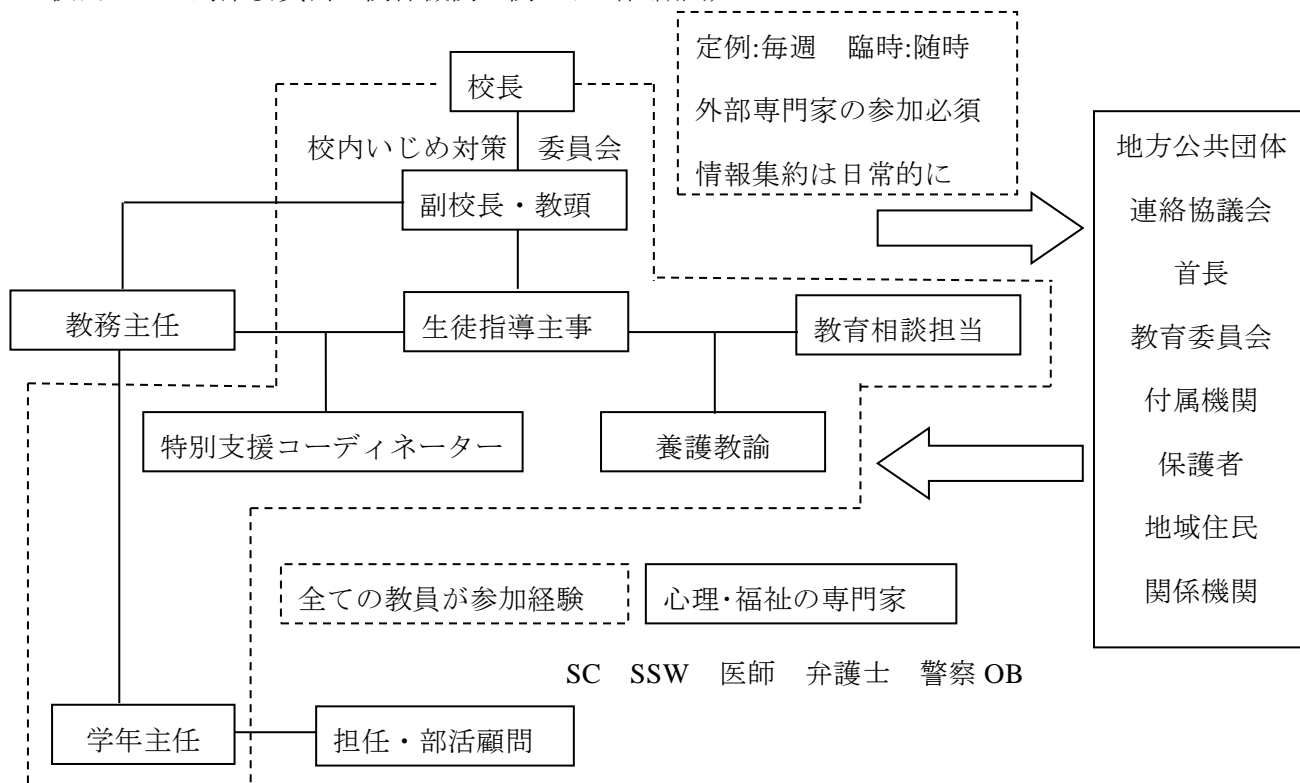 定例:毎週　臨時:随時
外部専門家の参加必須
情報集約は日常的に
校長
校内いじめ対策　委員会
副校長・教頭
教務主任
生徒指導主事
教育相談担当
特別支援コーディネーター
養護教諭
全ての教員が参加経験
心理・福祉の専門家
SC　SSW　医師　弁護士　警察 OB
学年主任
担任・部活顧問
地方公共団体
連絡協議会
首長
教育委員会
付属機関
保護者
地域住民
関係機関